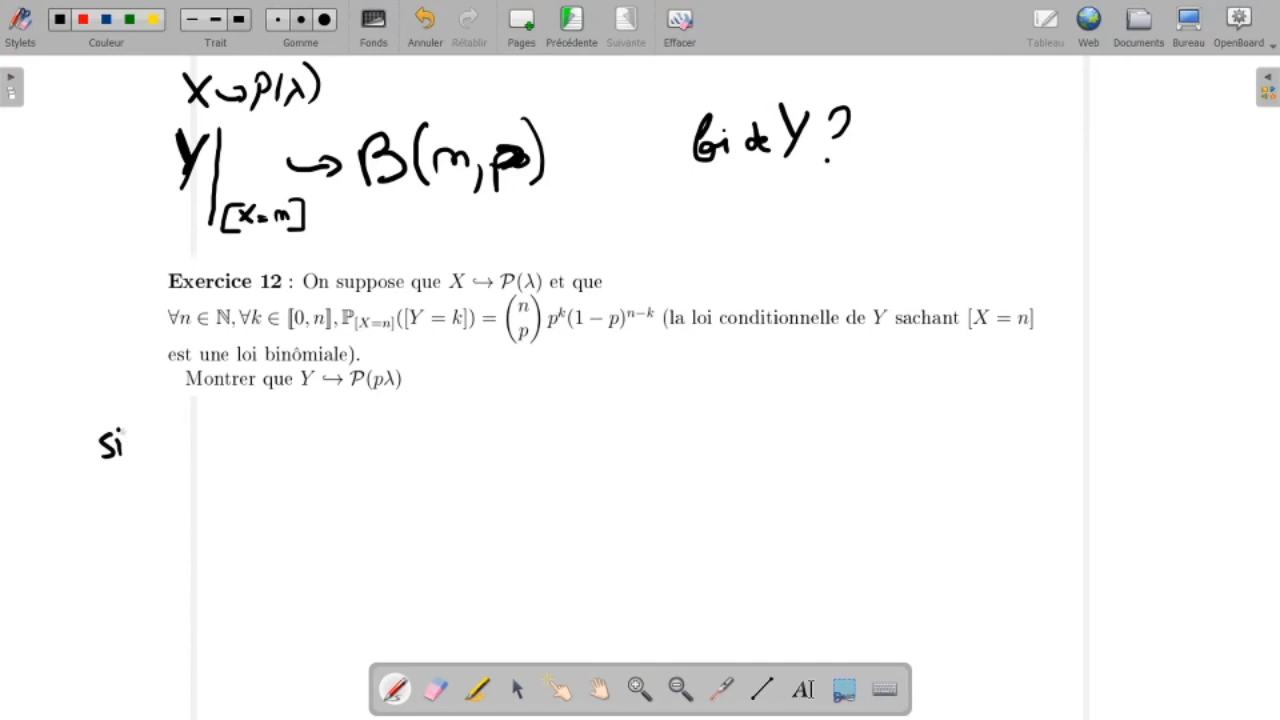 Stylets Couleur Trait Gomme Fonds Annuler Rétablir Pages Précédente Suivante Effacer Tableau Web Documents Bureau OpenBoard
X ↪ P(λ)
Y|[X=n] ↪ B(n, p)
loi de Y ?
Exercice 12 : On suppose que X ↪ P(λ) et que
∀n ∈ ℕ, ∀k ∈ ⟦0, n⟧, ℙ[X=n]([Y = k]) = (n p) p^k(1 − p)^{n−k} (la loi conditionnelle de Y sachant [X = n]
est une loi binômiale).
Montrer que Y ↪ P(pλ)
Si
AI